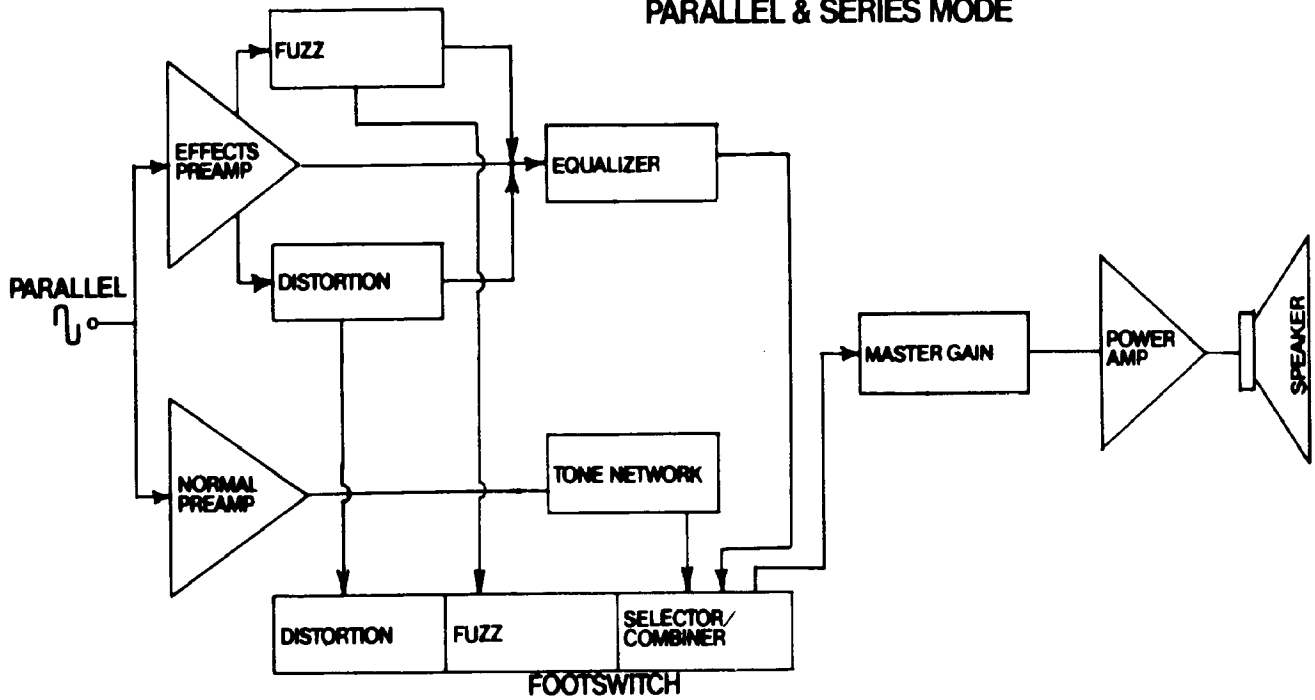 PARALLEL & SERIES MODE
FUZZ
EFFECTS
PREAMP
EQUALIZER
DISTORTION
PARALLEL
MASTER GAIN
POWER
AMP
SPEAKER
NORMAL
PREAMP
TONE NETWORK
DISTORTION
FUZZ
SELECTOR/
COMBINER
FOOTSWITCH